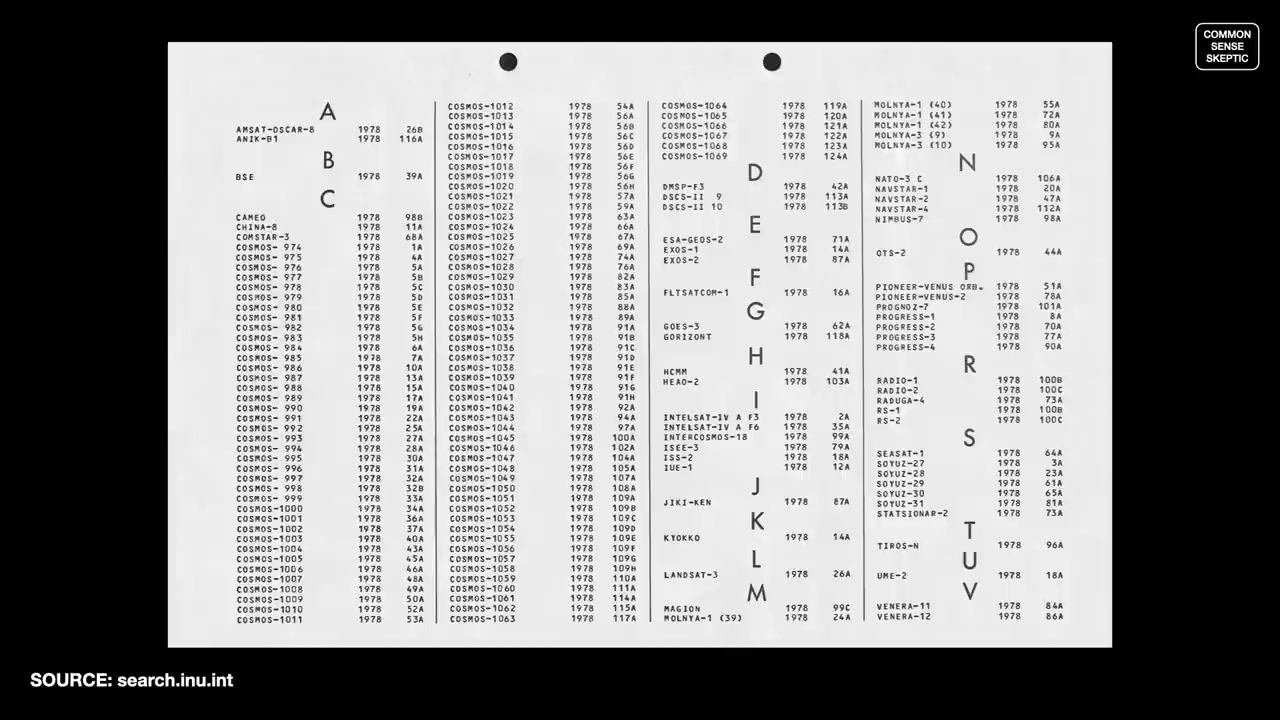 COMMON
SENSE
SKEPTIC
A
AMSAT-OSCAR-8 1978 26B
ANIK-B1 1978 116A
B
BSE 1978 39A
C
CAMEO 1978 98B
CHINA-8 1978 11A
COMSTAR-3 1978 68A
COSMOS- 974 1978 1A
COSMOS- 975 1978 4A
COSMOS- 976 1978 5A
COSMOS- 977 1978 5B
COSMOS- 978 1978 5C
COSMOS- 979 1978 5D
COSMOS- 980 1978 5E
COSMOS- 981 1978 5F
COSMOS- 982 1978 5G
COSMOS- 983 1978 5H
COSMOS- 984 1978 6A
COSMOS- 985 1978 7A
COSMOS- 986 1978 10A
COSMOS- 987 1978 13A
COSMOS- 988 1978 15A
COSMOS- 989 1978 17A
COSMOS- 990 1978 19A
COSMOS- 991 1978 22A
COSMOS- 992 1978 25A
COSMOS- 993 1978 27A
COSMOS- 994 1978 28A
COSMOS- 995 1978 30A
COSMOS- 996 1978 31A
COSMOS- 997 1978 32A
COSMOS- 998 1978 32B
COSMOS- 999 1978 33A
COSMOS-1000 1978 34A
COSMOS-1001 1978 36A
COSMOS-1002 1978 37A
COSMOS-1003 1978 40A
COSMOS-1004 1978 43A
COSMOS-1005 1978 45A
COSMOS-1006 1978 46A
COSMOS-1007 1978 48A
COSMOS-1008 1978 49A
COSMOS-1009 1978 50A
COSMOS-1010 1978 52A
COSMOS-1011 1978 53A
COSMOS-1012 1978 54A
COSMOS-1013 1978 56A
COSMOS-1014 1978 56B
COSMOS-1015 1978 56C
COSMOS-1016 1978 56D
COSMOS-1017 1978 56E
COSMOS-1018 1978 56F
COSMOS-1019 1978 56G
COSMOS-1020 1978 56H
COSMOS-1021 1978 57A
COSMOS-1022 1978 59A
COSMOS-1023 1978 63A
COSMOS-1024 1978 66A
COSMOS-1025 1978 67A
COSMOS-1026 1978 69A
COSMOS-1027 1978 74A
COSMOS-1028 1978 76A
COSMOS-1029 1978 82A
COSMOS-1030 1978 83A
COSMOS-1031 1978 85A
COSMOS-1032 1978 88A
COSMOS-1033 1978 89A
COSMOS-1034 1978 91A
COSMOS-1035 1978 91B
COSMOS-1036 1978 91C
COSMOS-1037 1978 91D
COSMOS-1038 1978 91E
COSMOS-1039 1978 91F
COSMOS-1040 1978 91G
COSMOS-1041 1978 91H
COSMOS-1042 1978 92A
COSMOS-1043 1978 94A
COSMOS-1044 1978 97A
COSMOS-1045 1978 100A
COSMOS-1046 1978 102A
COSMOS-1047 1978 104A
COSMOS-1048 1978 105A
COSMOS-1049 1978 107A
COSMOS-1050 1978 108A
COSMOS-1051 1978 109A
COSMOS-1052 1978 109B
COSMOS-1053 1978 109C
COSMOS-1054 1978 109D
COSMOS-1055 1978 109E
COSMOS-1056 1978 109F
COSMOS-1057 1978 109G
COSMOS-1058 1978 109H
COSMOS-1059 1978 110A
COSMOS-1060 1978 111A
COSMOS-1061 1978 114A
COSMOS-1062 1978 115A
COSMOS-1063 1978 117A
COSMOS-1064 1978 119A
COSMOS-1065 1978 120A
COSMOS-1066 1978 121A
COSMOS-1067 1978 122A
COSMOS-1068 1978 123A
COSMOS-1069 1978 124A
D
DMSP-F3 1978 42A
DSCS-II 9 1978 113A
DSCS-II 10 1978 113B
E
ESA-GEOS-2 1978 71A
EXOS-1 1978 14A
EXOS-2 1978 87A
F
FLTSATCOM-1 1978 16A
G
GOES-3 1978 62A
GORIZONT 1978 118A
H
HCMM 1978 41A
HEAO-2 1978 103A
I
INTELSAT-IV A F3 1978 2A
INTELSAT-IV A F6 1978 35A
INTERCOSMOS-18 1978 99A
ISEE-3 1978 79A
ISS-2 1978 18A
IUE-1 1978 12A
J
JIKI-KEN 1978 87A
K
KYOKKO 1978 14A
L
LANDSAT-3 1978 26A
M
MAGION 1978 99C
MOLNYA-1 (39) 1978 24A
MOLNYA-1 (40) 1978 55A
MOLNYA-1 (41) 1978 72A
MOLNYA-1 (42) 1978 80A
MOLNYA-3 (9) 1978 9A
MOLNYA-3 (10) 1978 95A
N
NATO-3 C 1978 106A
NAVSTAR-1 1978 20A
NAVSTAR-2 1978 47A
NAVSTAR-4 1978 112A
NIMBUS-7 1978 98A
O
OTS-2 1978 44A
P
PIONEER-VENUS ORB. 1978 51A
PIONEER-VENUS-2 1978 78A
PROGNOZ-7 1978 101A
PROGRESS-1 1978 8A
PROGRESS-2 1978 70A
PROGRESS-3 1978 77A
PROGRESS-4 1978 90A
R
RADIO-1 1978 100B
RADIO-2 1978 100C
RADUGA-4 1978 73A
RS-1 1978 100B
RS-2 1978 100C
S
SEASAT-1 1978 64A
SOYUZ-27 1978 3A
SOYUZ-28 1978 23A
SOYUZ-29 1978 61A
SOYUZ-30 1978 65A
SOYUZ-31 1978 81A
STATSIONAR-2 1978 73A
T
TIROS-N 1978 96A
U
UME-2 1978 18A
V
VENERA-11 1978 84A
VENERA-12 1978 86A
SOURCE: search.inu.int